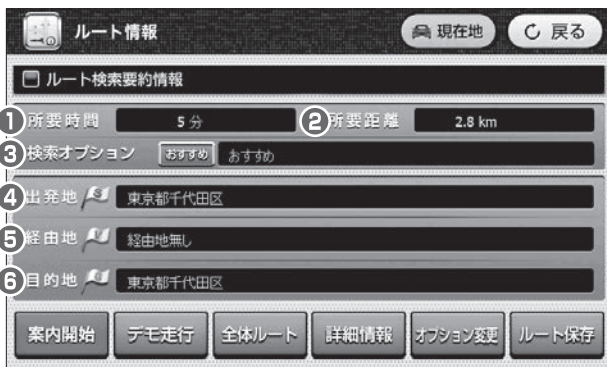 ルート情報 現在地 戻る
ルート検索要約情報
1 所要時間 5 分 2 所要距離 2.8 km
3 検索オプション おすすめ おすすめ
4 出発地 S 東京都千代田区
5 経由地 経由地無し
6 目的地 東京都千代田区
案内開始 デモ走行 全体ルート 詳細情報 オプション変更 ルート保存